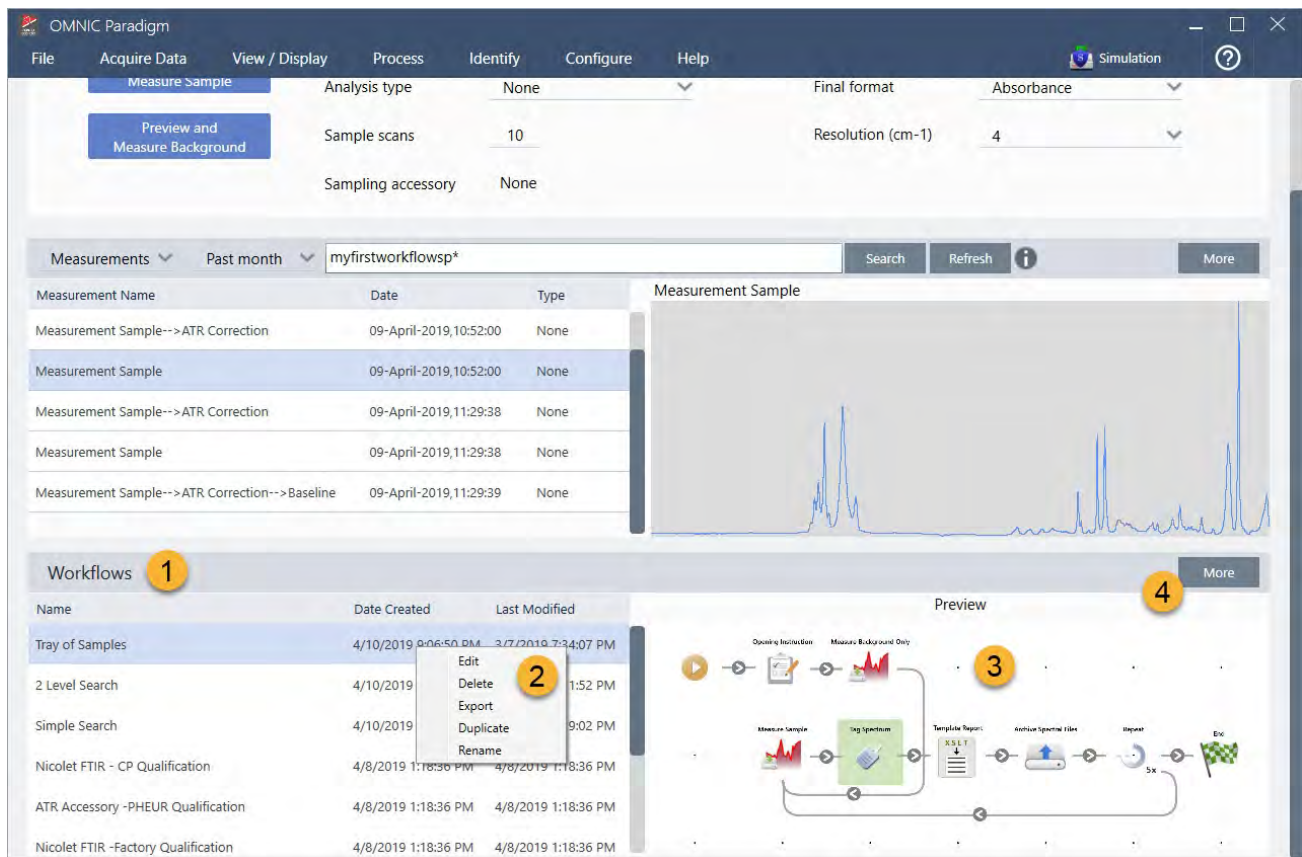 OMNIC Paradigm
File Acquire Data View / Display Process Identify Configure Help Simulation ?
Measure Sample Analysis type None Final format Absorbance
Preview and
Measure Background Sample scans 10 Resolution (cm-1) 4
Sampling accessory None
Measurements Past month myfirstworkflowsp* Search Refresh i More
Measurement Name Date Type Measurement Sample
Measurement Sample-->ATR Correction 09-April-2019,10:52:00 None
Measurement Sample 09-April-2019,10:52:00 None
Measurement Sample-->ATR Correction 09-April-2019,11:29:38 None
Measurement Sample 09-April-2019,11:29:38 None
Measurement Sample-->ATR Correction-->Baseline 09-April-2019,11:29:39 None
Workflows 1 4 More
Name Date Created Last Modified Preview
Tray of Samples 4/10/2019 9:06:50 PM 3/7/2019 7:34:07 PM
2 Level Search 4/10/2019 1:52 PM
Simple Search 4/10/2019 9:02 PM
Nicolet FTIR - CP Qualification 4/8/2019 1:18:36 PM 4/8/2019 1:18:36 PM
ATR Accessory -PHEUR Qualification 4/8/2019 1:18:36 PM 4/8/2019 1:18:36 PM
Nicolet FTIR -Factory Qualification 4/8/2019 1:18:36 PM 4/8/2019 1:18:36 PM
Edit
Delete
Export
Duplicate
Rename
2
Opening Instruction Measure Background Only
3
Measure Sample Tag Spectrum Template Report Archive Spectral Files Repeat End
XSLT
5x